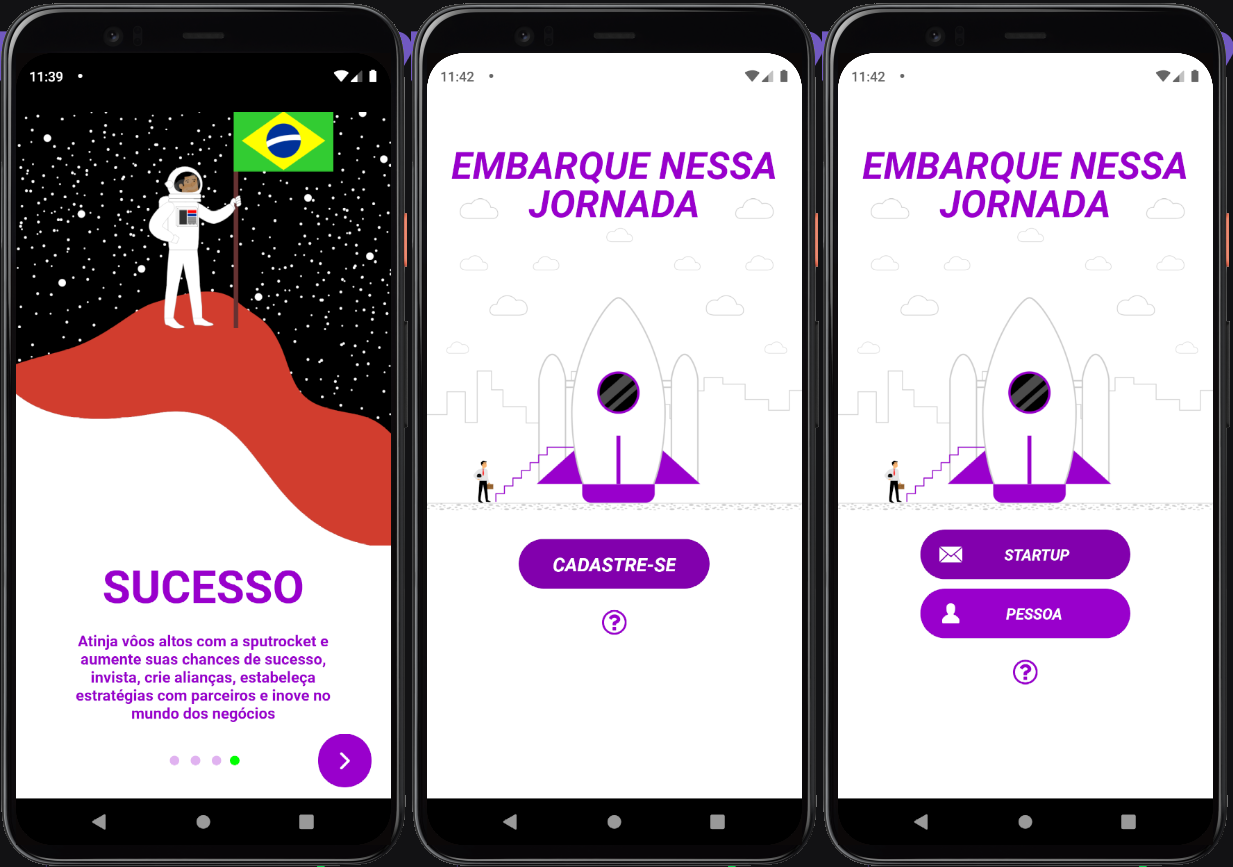 11:39
SUCESSO
Atinja vôos altos com a sputrocket e
aumente suas chances de sucesso,
invista, crie alianças, estabeleça
estratégias com parceiros e inove no
mundo dos negócios
11:42
EMBARQUE NESSA
JORNADA
CADASTRE-SE
?
11:42
EMBARQUE NESSA
JORNADA
STARTUP
PESSOA
?